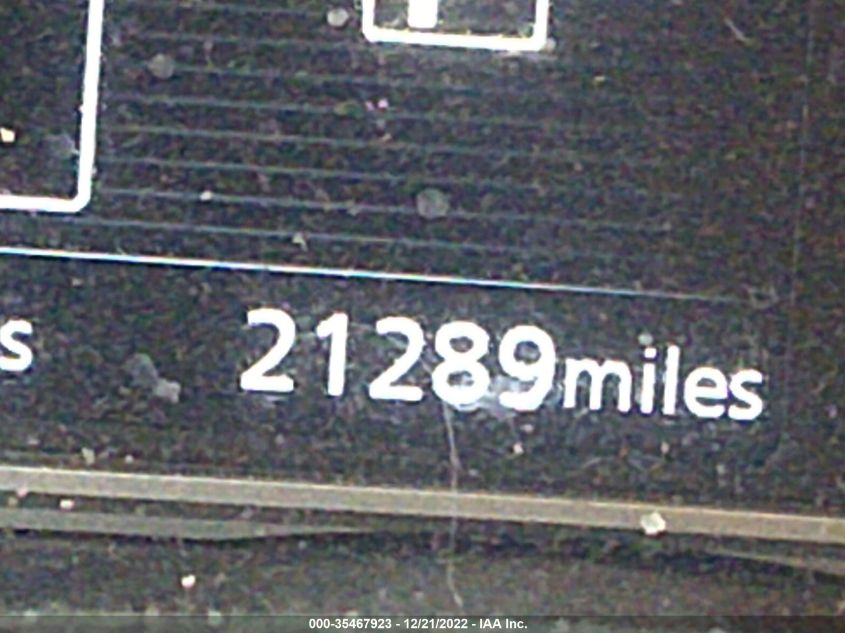 s
21289miles
000-35467923 - 12/21/2022 - IAA Inc.